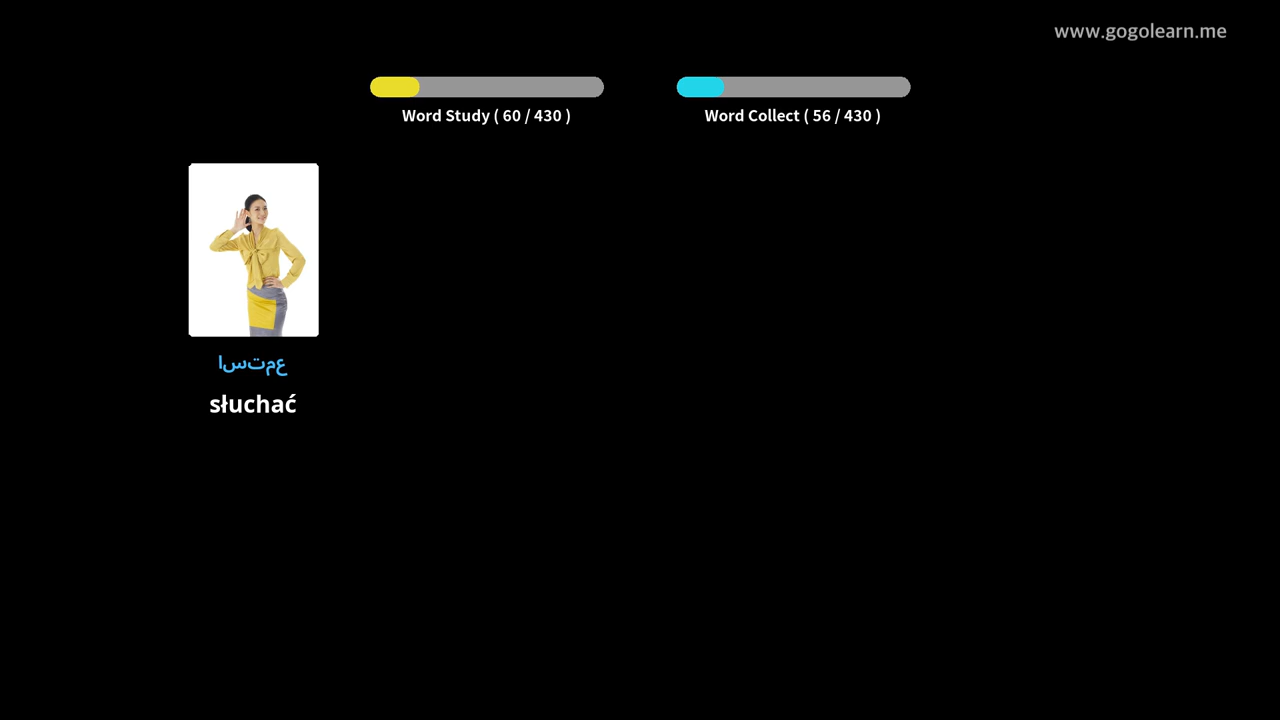 www.gogolearn.me
Word Study ( 60 / 430 )
Word Collect ( 56 / 430 )
استمع
słuchać